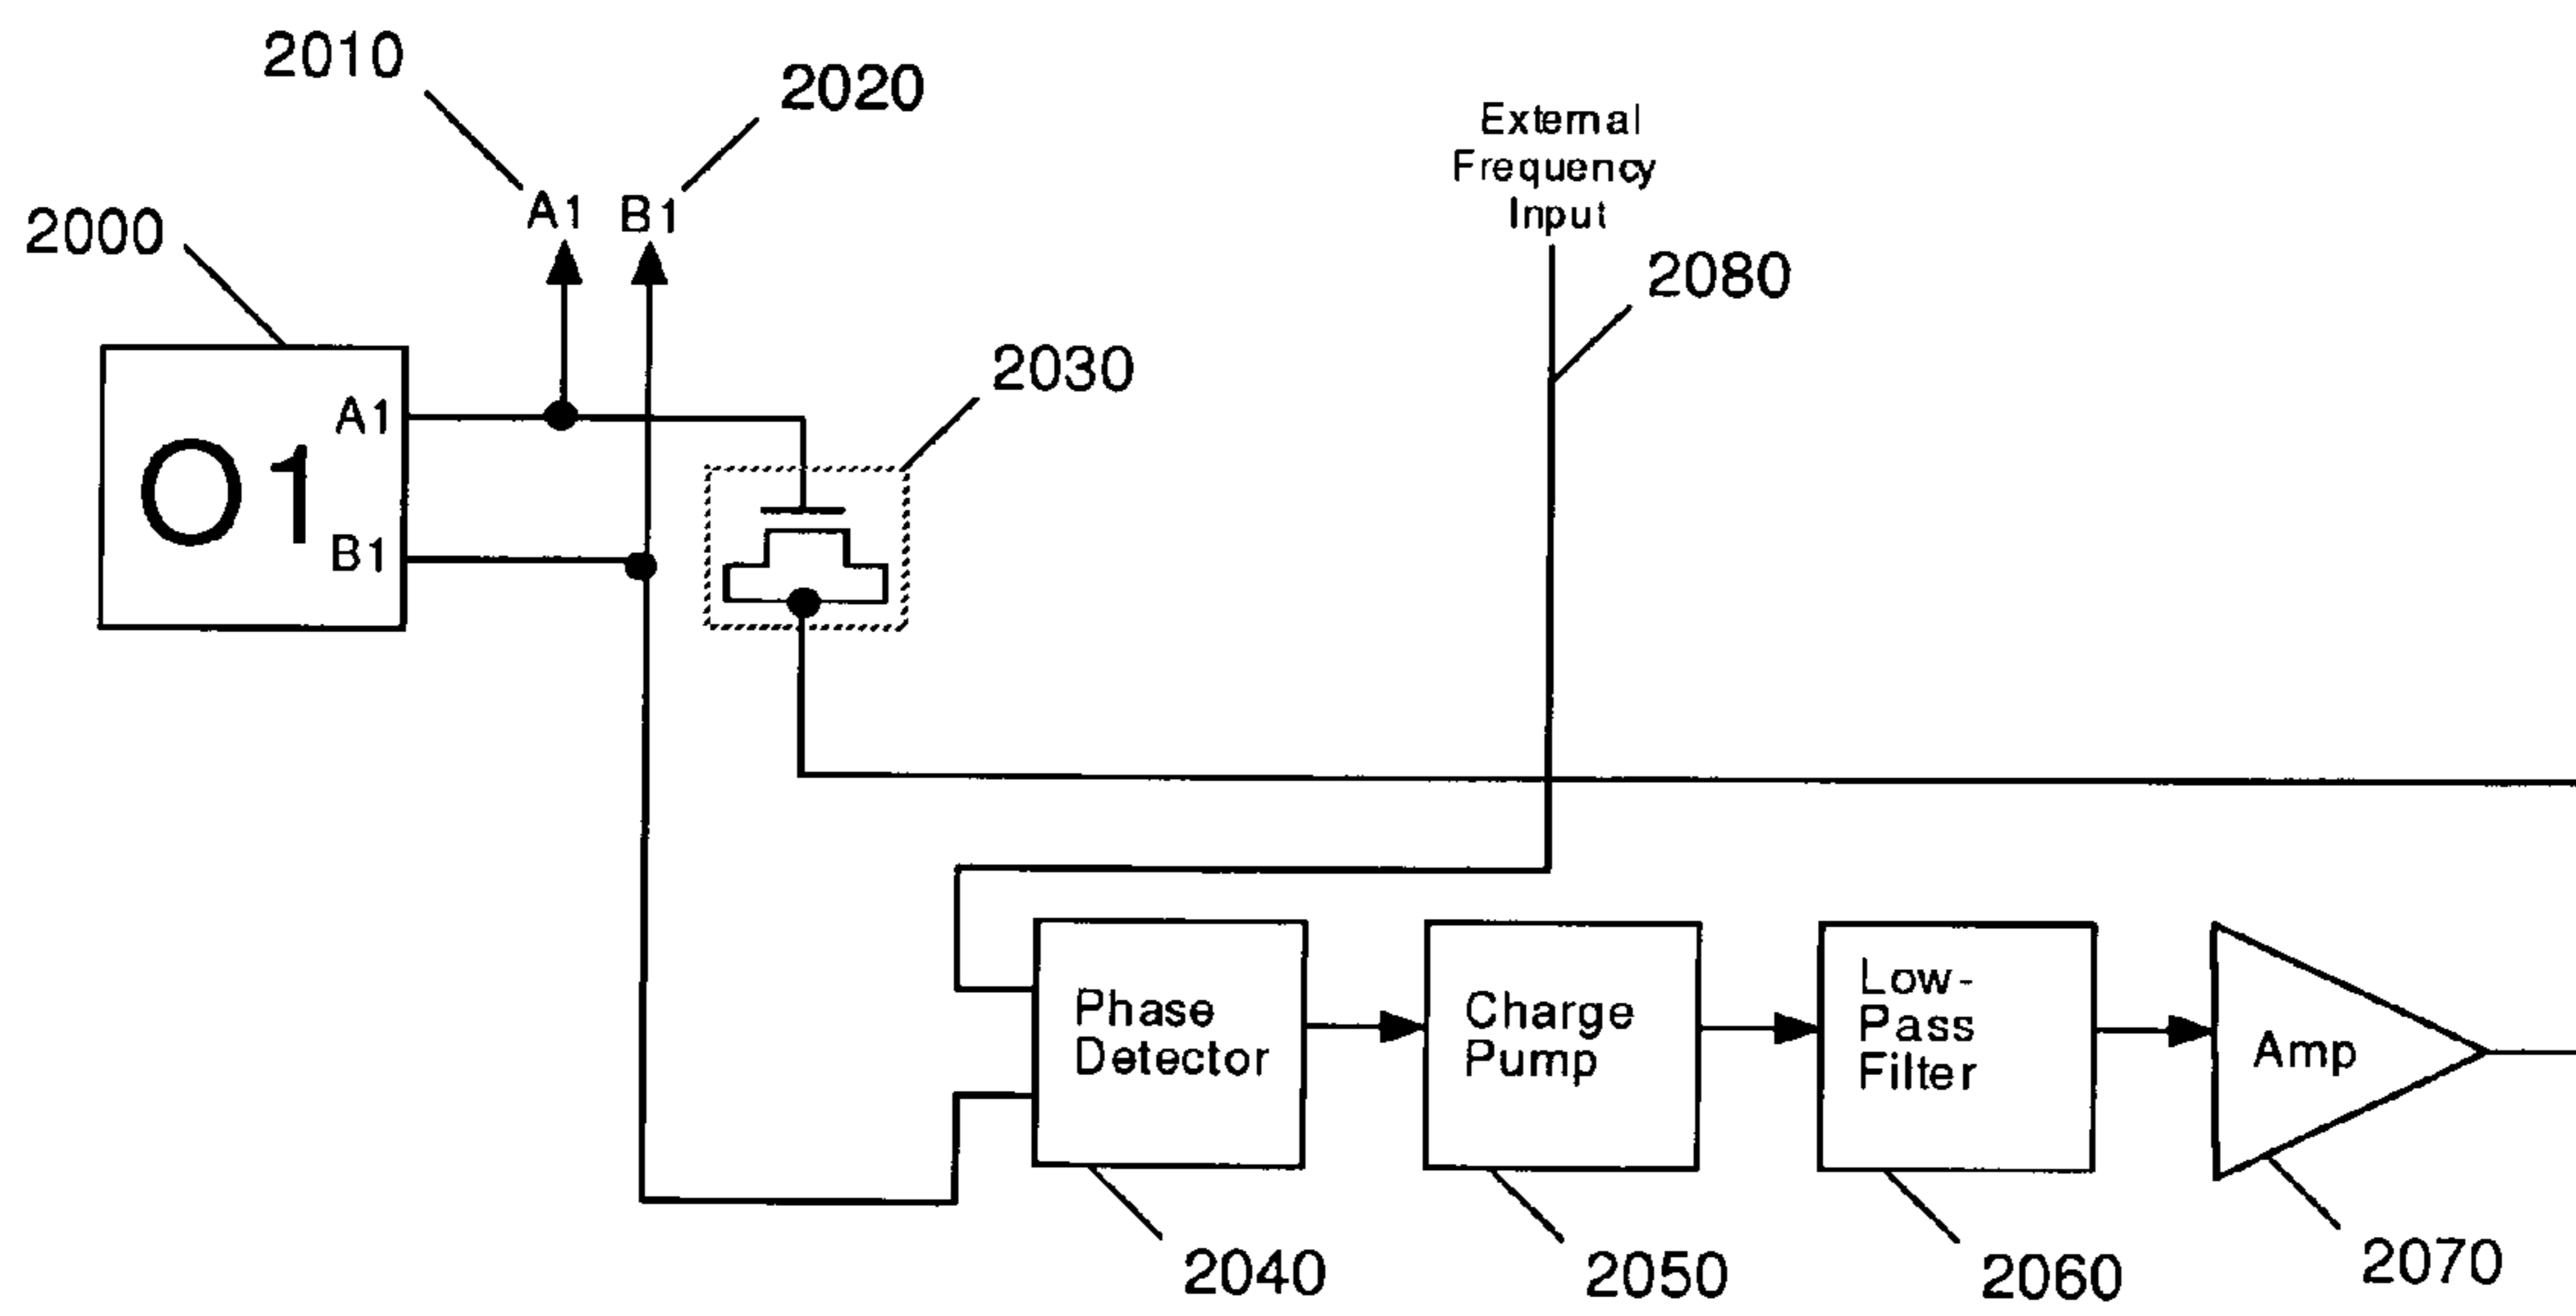 2010
2020
External
Frequency
Input
A1 B1
2000
2080
2030
A1
O1
B1
Phase
Detector
Charge
Pump
Low-
Pass
Filter
Amp
2040
2050
2060
2070